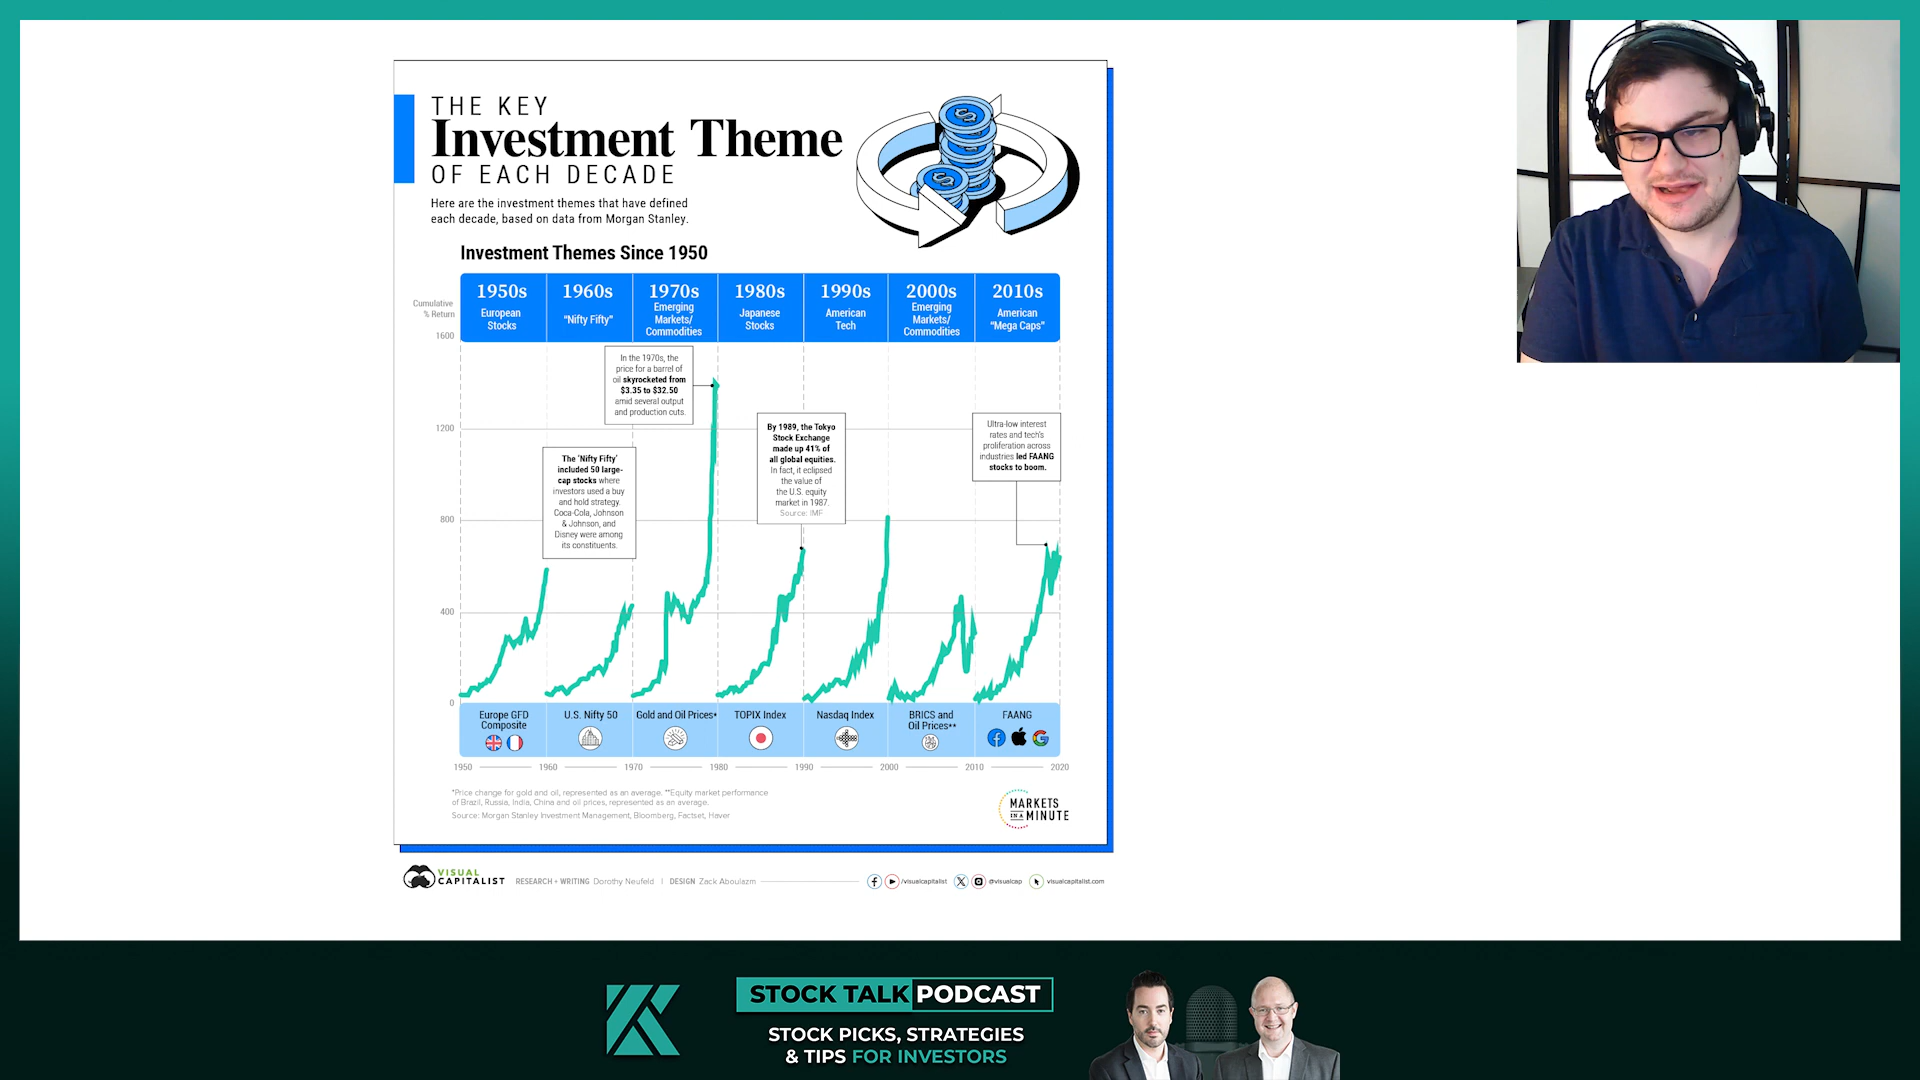 THE KEY
Investment Theme
OF EACH DECADE
Here are the investment themes that have defined
each decade, based on data from Morgan Stanley.
Investment Themes Since 1950
Cumulative
% Return
1950s
European
Stocks
1960s
"Nifty Fifty"
1970s
Emerging
Markets/
Commodities
1980s
Japanese
Stocks
1990s
American
Tech
2000s
Emerging
Markets/
Commodities
2010s
American
"Mega Caps"
1600
1200
800
400
0
In the 1970s, the
price for a barrel of
oil skyrocketed from
$3.35 to $32.50
amid several output
and production cuts.
The 'Nifty Fifty'
included 50 large-
cap stocks where
investors used a buy
and hold strategy.
Coca-Cola, Johnson
& Johnson, and
Disney were among
its constituents.
By 1989, the Tokyo
Stock Exchange
made up 41% of
all global equities.
In fact, it eclipsed
the value of
the U.S. equity
market in 1987.
Source: IMF
Ultra-low interest
rates and tech's
proliferation across
industries led FAANG
stocks to boom.
Europe GFD
Composite
U.S. Nifty 50
Gold and Oil Prices*
TOPIX Index
Nasdaq Index
BRICS and
Oil Prices**
FAANG
1950 1960 1970 1980 1990 2000 2010 2020
*Price change for gold and oil, represented as an average. **Equity market performance
of Brazil, Russia, India, China and oil prices, represented as an average.
Source: Morgan Stanley Investment Management, Bloomberg, Factset, Haver
MARKETS
IN A MINUTE
VISUAL
CAPITALIST
RESEARCH + WRITING Dorothy Neufeld | DESIGN Zack Aboulazm
/visualcapitalist @visualcap visualcapitalist.com
STOCK TALK PODCAST
STOCK PICKS, STRATEGIES
& TIPS FOR INVESTORS